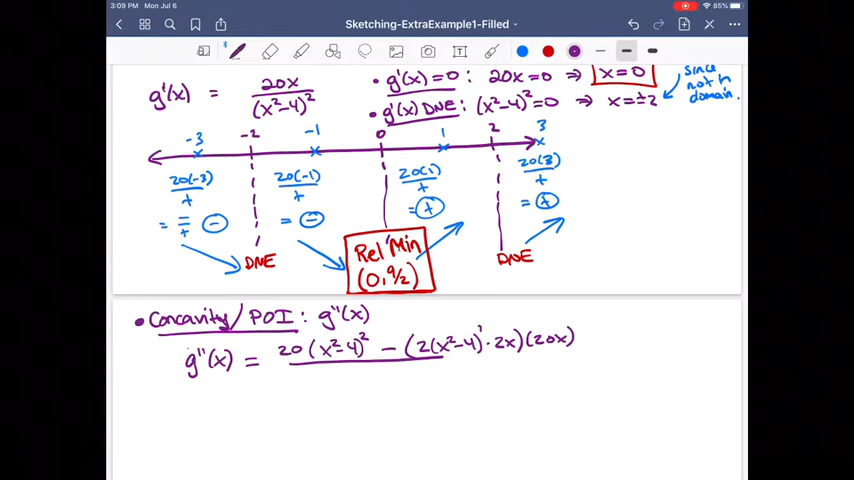 3:09 PM Mon Jul 6
85%
Sketching-ExtraExample1-Filled
g'(x) = 20x / (x²-4)²
• g'(x)=0: 20x=0 ⇒ x=0
• g'(x) DNE: (x²-4)²=0 ⇒ x=±2
since not in domain.
-3 -2 -1 0 1 2 3
20(-3)/+ 20(-1)/+ 20(1)/+ 20(3)/+
= -/+ - = - = + = +
DNE DNE
Rel Min
(0, 9/2)
• Concavity/POI: g''(x)
g''(x) = 20(x²-4)² - (2(x²-4)¹·2x)(20x)